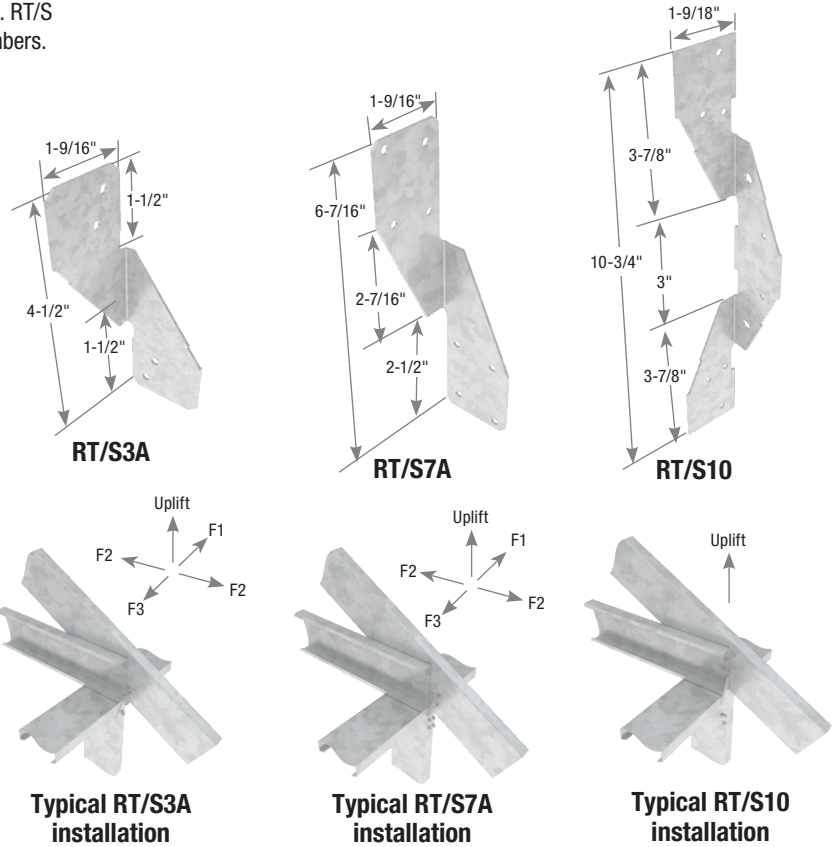 . RT/S
bers.
1-9/16"
1-1/2"
4-1/2"
1-1/2"
RT/S3A
1-9/16"
6-7/16"
2-7/16"
2-1/2"
RT/S7A
1-9/18"
3-7/8"
10-3/4"
3"
3-7/8"
RT/S10
Uplift
F1
F2
F2
F3
Typical RT/S3A
installation
Uplift
F1
F2
F2
F3
Typical RT/S7A
installation
Uplift
Typical RT/S10
installation